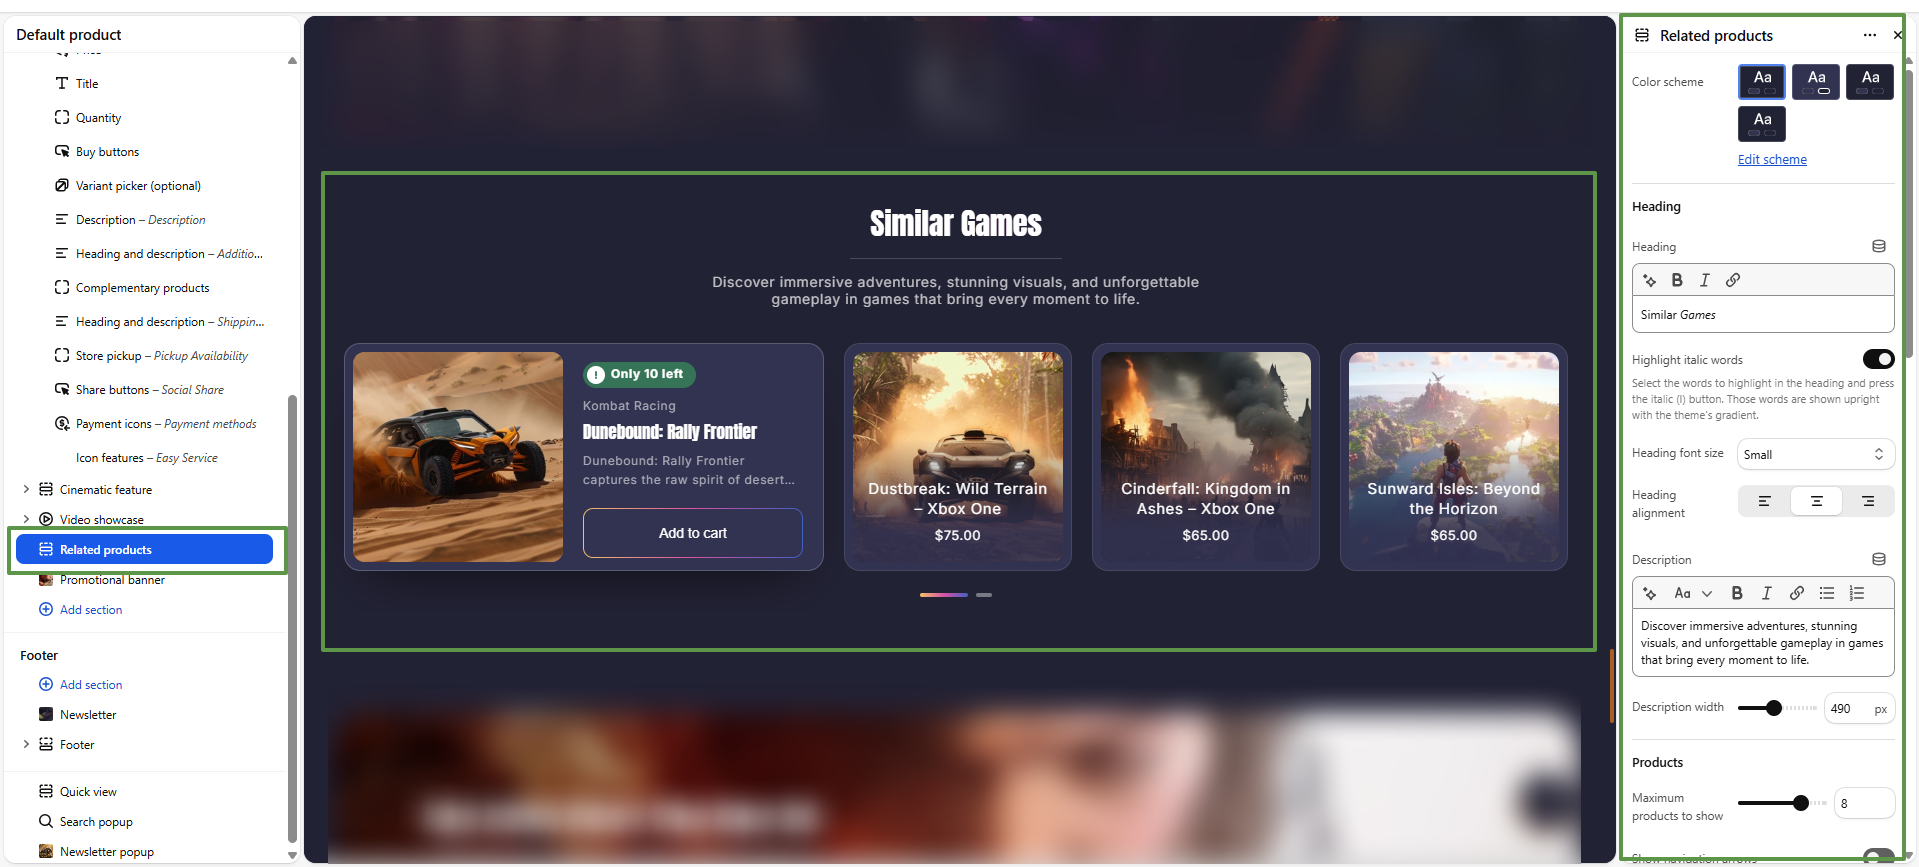 Default product
Title
Quantity
Buy buttons
Variant picker (optional)
Description – Description
Heading and description – Additio...
Complementary products
Heading and description – Shippin...
Store pickup – Pickup Availability
Share buttons – Social Share
Payment icons – Payment methods
Icon features – Easy Service
Cinematic feature
Video showcase
Related products
Promotional banner
Add section
Footer
Add section
Newsletter
Footer
Quick view
Search popup
Newsletter popup
Similar Games
Discover immersive adventures, stunning visuals, and unforgettable
gameplay in games that bring every moment to life.
Only 10 left
Kombat Racing
Dunebound: Rally Frontier
Dunebound: Rally Frontier
captures the raw spirit of desert...
Add to cart
Dustbreak: Wild Terrain
– Xbox One
$75.00
Cinderfall: Kingdom in
Ashes – Xbox One
$65.00
Sunward Isles: Beyond
the Horizon
$65.00
Related products
Color scheme
Aa
Aa
Aa
Aa
Edit scheme
Heading
Heading
B I
Similar Games
Highlight italic words
Select the words to highlight in the heading and press
the italic (I) button. Those words are shown upright
with the theme's gradient.
Heading font size
Small
Heading
alignment
Description
Aa B I
Discover immersive adventures, stunning
visuals, and unforgettable gameplay in games
that bring every moment to life.
Description width
490 px
Products
Maximum
products to show
8
Show navigation arrows